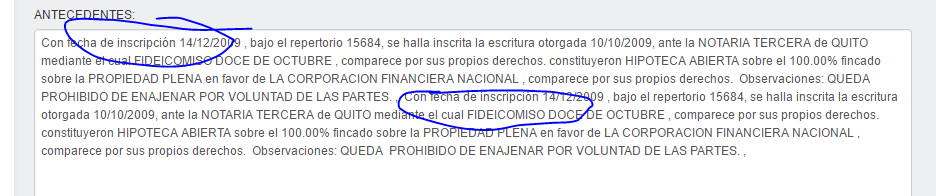 ANTECEDENTES:
Con fecha de inscripción 14/12/2009 , bajo el repertorio 15684, se halla inscrita la escritura otorgada 10/10/2009, ante la NOTARIA TERCERA de QUITO
mediante el cual FIDEICOMISO DOCE DE OCTUBRE , comparece por sus propios derechos. constituyeron HIPOTECA ABIERTA sobre el 100.00% fincado
sobre la PROPIEDAD PLENA en favor de LA CORPORACION FINANCIERA NACIONAL , comparece por sus propios derechos.  Observaciones: QUEDA
PROHIBIDO DE ENAJENAR POR VOLUNTAD DE LAS PARTES. ,  Con fecha de inscripción 14/12/2009 , bajo el repertorio 15684, se halla inscrita la escritura
otorgada 10/10/2009, ante la NOTARIA TERCERA de QUITO mediante el cual FIDEICOMISO DOCE DE OCTUBRE , comparece por sus propios derechos.
constituyeron HIPOTECA ABIERTA sobre el 100.00% fincado sobre la PROPIEDAD PLENA en favor de LA CORPORACION FINANCIERA NACIONAL ,
comparece por sus propios derechos.  Observaciones: QUEDA  PROHIBIDO DE ENAJENAR POR VOLUNTAD DE LAS PARTES. ,